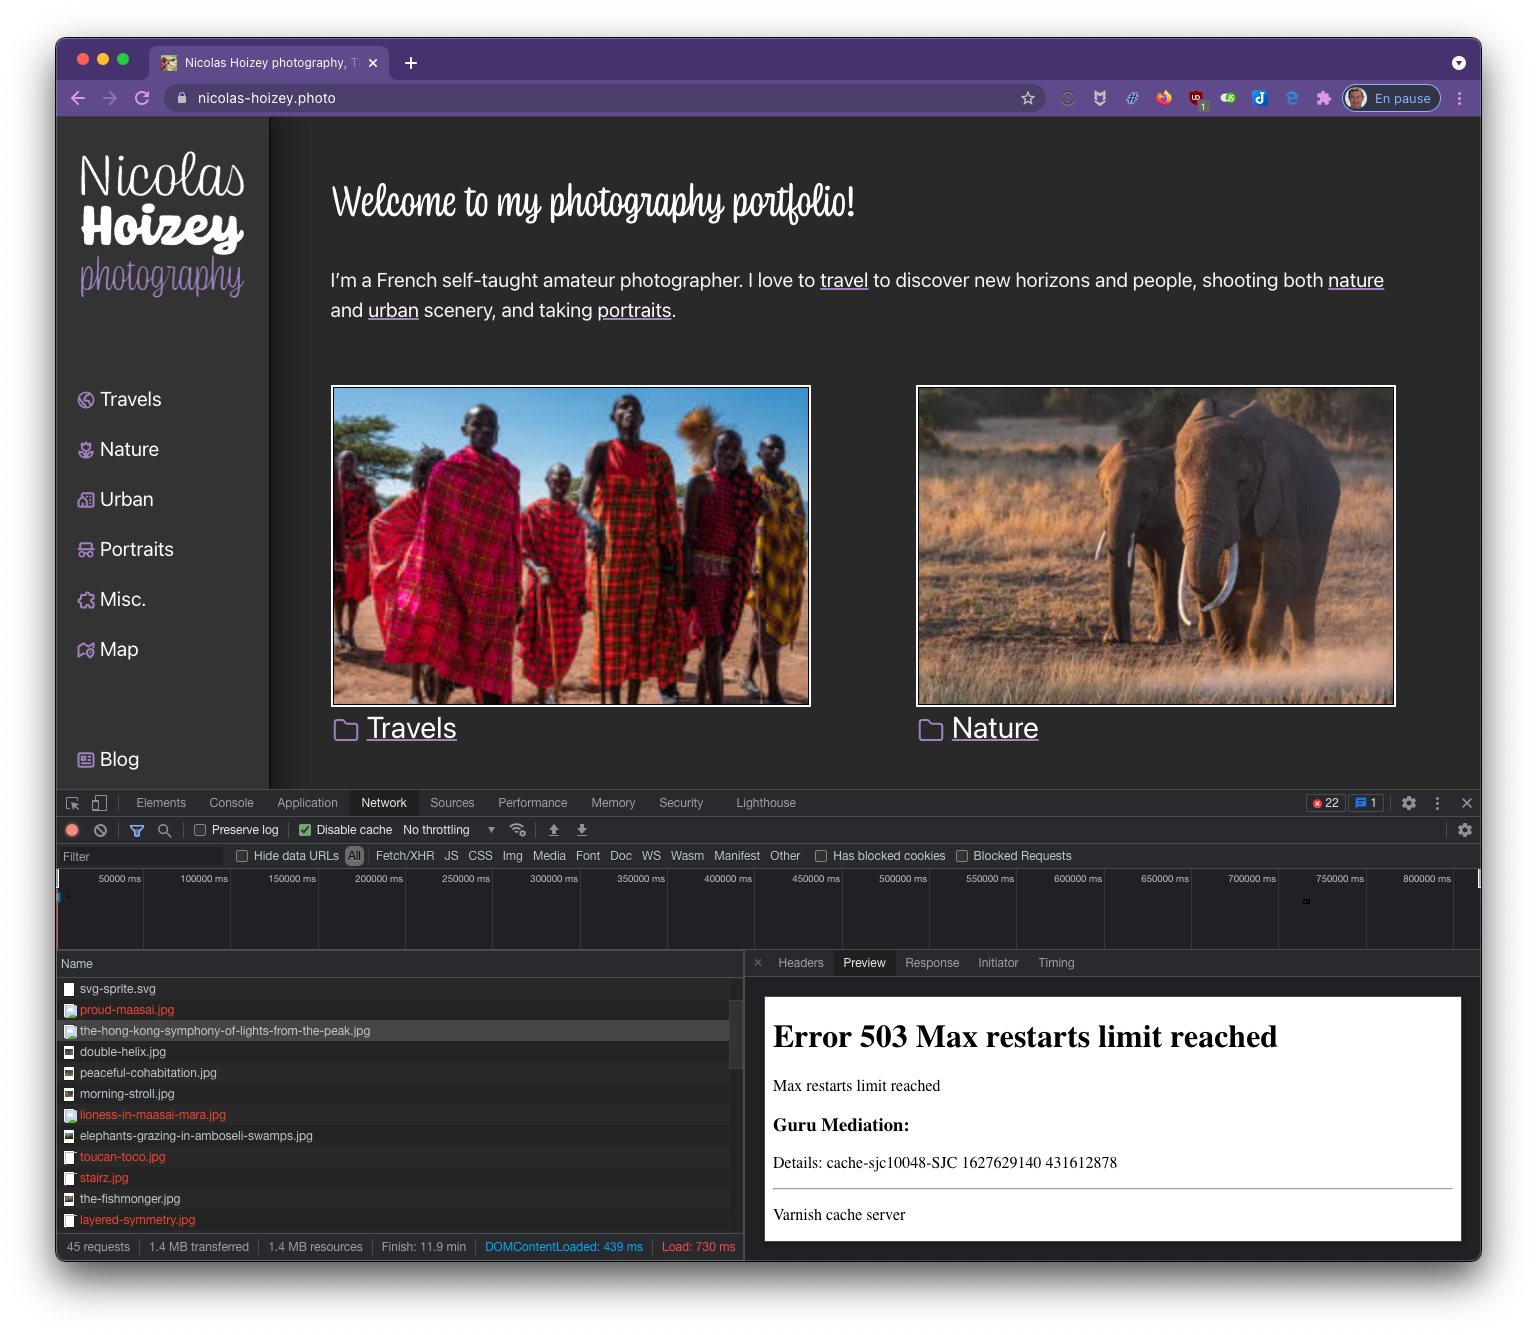 Nicolas Hoizey photography, T
nicolas-hoizey.photo
1
En pause
Nicolas
Hoizey
photography
Travels
Nature
Urban
Portraits
Misc.
Map
Blog
Welcome to my photography portfolio!
I'm a French self-taught amateur photographer. I love to travel to discover new horizons and people, shooting both nature
and urban scenery, and taking portraits.
Travels
Nature
Elements Console Application Network Sources Performance Memory Security Lighthouse 22 1
Preserve log Disable cache No throttling
Filter Hide data URLs All Fetch/XHR JS CSS Img Media Font Doc WS Wasm Manifest Other Has blocked cookies Blocked Requests
50000 ms 100000 ms 150000 ms 200000 ms 250000 ms 300000 ms 350000 ms 400000 ms 450000 ms 500000 ms 550000 ms 600000 ms 650000 ms 700000 ms 750000 ms 800000 ms
Name
svg-sprite.svg
proud-maasai.jpg
the-hong-kong-symphony-of-lights-from-the-peak.jpg
double-helix.jpg
peaceful-cohabitation.jpg
morning-stroll.jpg
lioness-in-maasai-mara.jpg
elephants-grazing-in-amboseli-swamps.jpg
toucan-toco.jpg
stairz.jpg
the-fishmonger.jpg
layered-symmetry.jpg
45 requests 1.4 MB transferred 1.4 MB resources Finish: 11.9 min DOMContentLoaded: 439 ms Load: 730 ms
Headers Preview Response Initiator Timing
Error 503 Max restarts limit reached
Max restarts limit reached
Guru Mediation:
Details: cache-sjc10048-SJC 1627629140 431612878
Varnish cache server